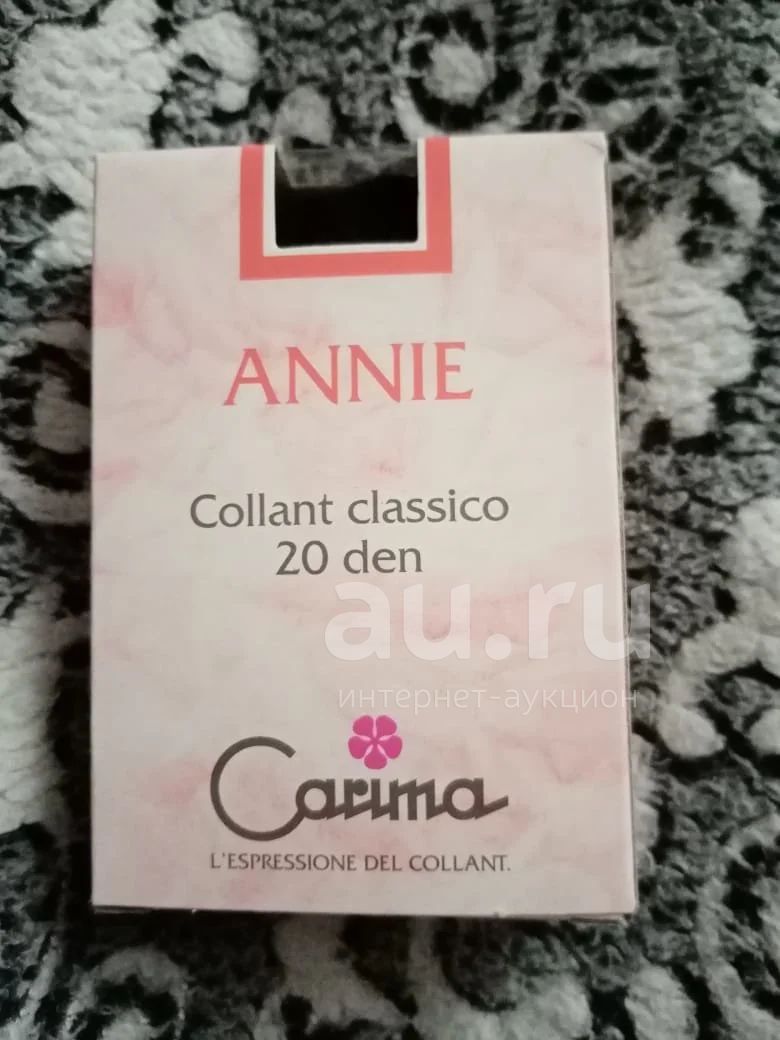 ANNIE
Collant classico
20 den
au.ru
интернет-аукцион
Carima
L'ESPRESSIONE DEL COLLANT.